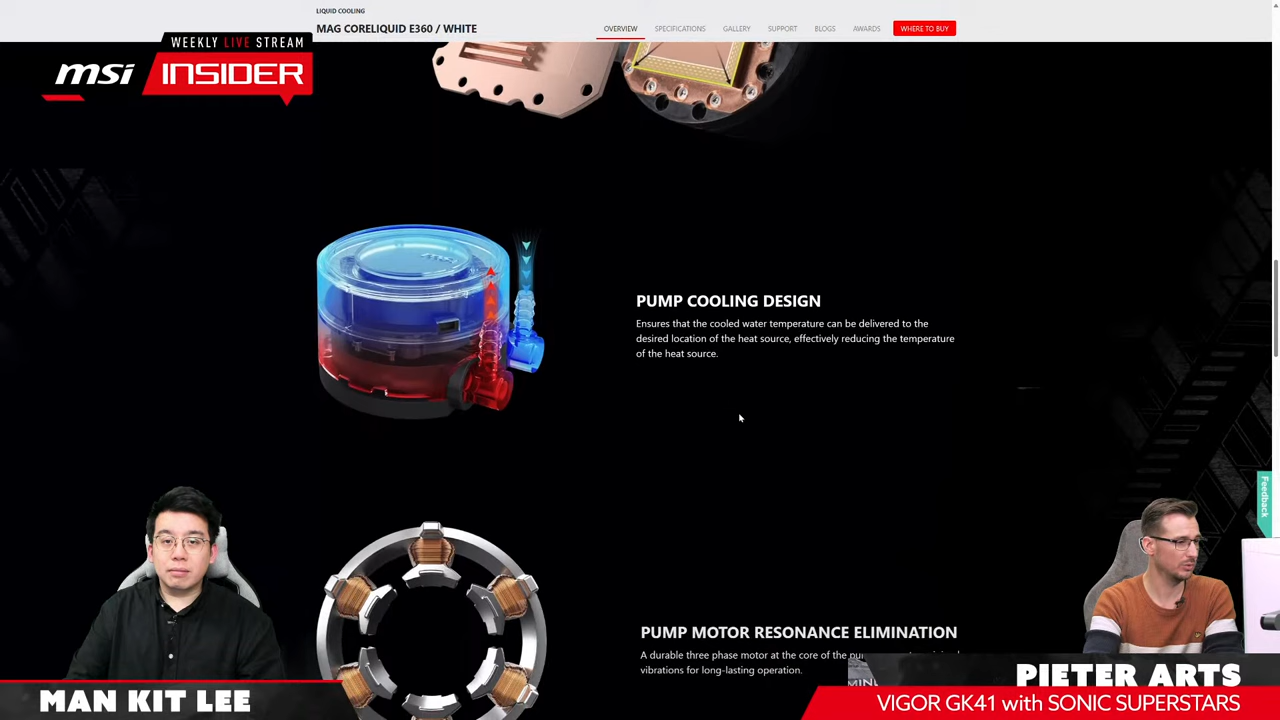 LIQUID COOLING
MAG CORELIQUID E360 / WHITE
OVERVIEW
SPECIFICATIONS
GALLERY
SUPPORT
BLOGS
AWARDS
WHERE TO BUY
WEEKLY LIVE STREAM
msi INSIDER
msi
PUMP COOLING DESIGN
Ensures that the cooled water temperature can be delivered to the
desired location of the heat source, effectively reducing the temperature
of the heat source.
Feedback
PUMP MOTOR RESONANCE ELIMINATION
A durable three phase motor at the core of the
vibrations for long-lasting operation.
MAN KIT LEE
PIETER ARTS
VIGOR GK41 with SONIC SUPERSTARS